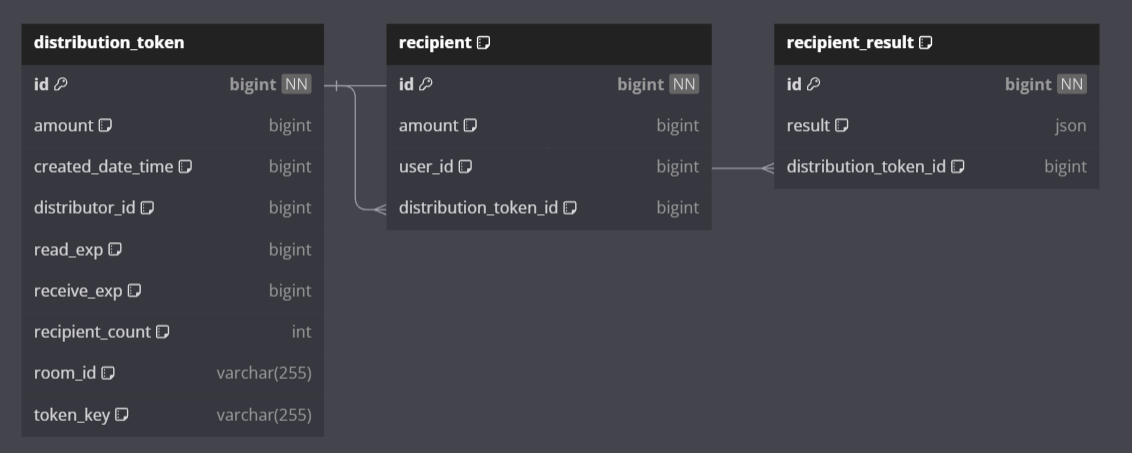 distribution_token
id bigint NN
amount bigint
created_date_time bigint
distributor_id bigint
read_exp bigint
receive_exp bigint
recipient_count int
room_id varchar(255)
token_key varchar(255)
recipient
id bigint NN
amount bigint
user_id bigint
distribution_token_id bigint
recipient_result
id bigint NN
result json
distribution_token_id bigint